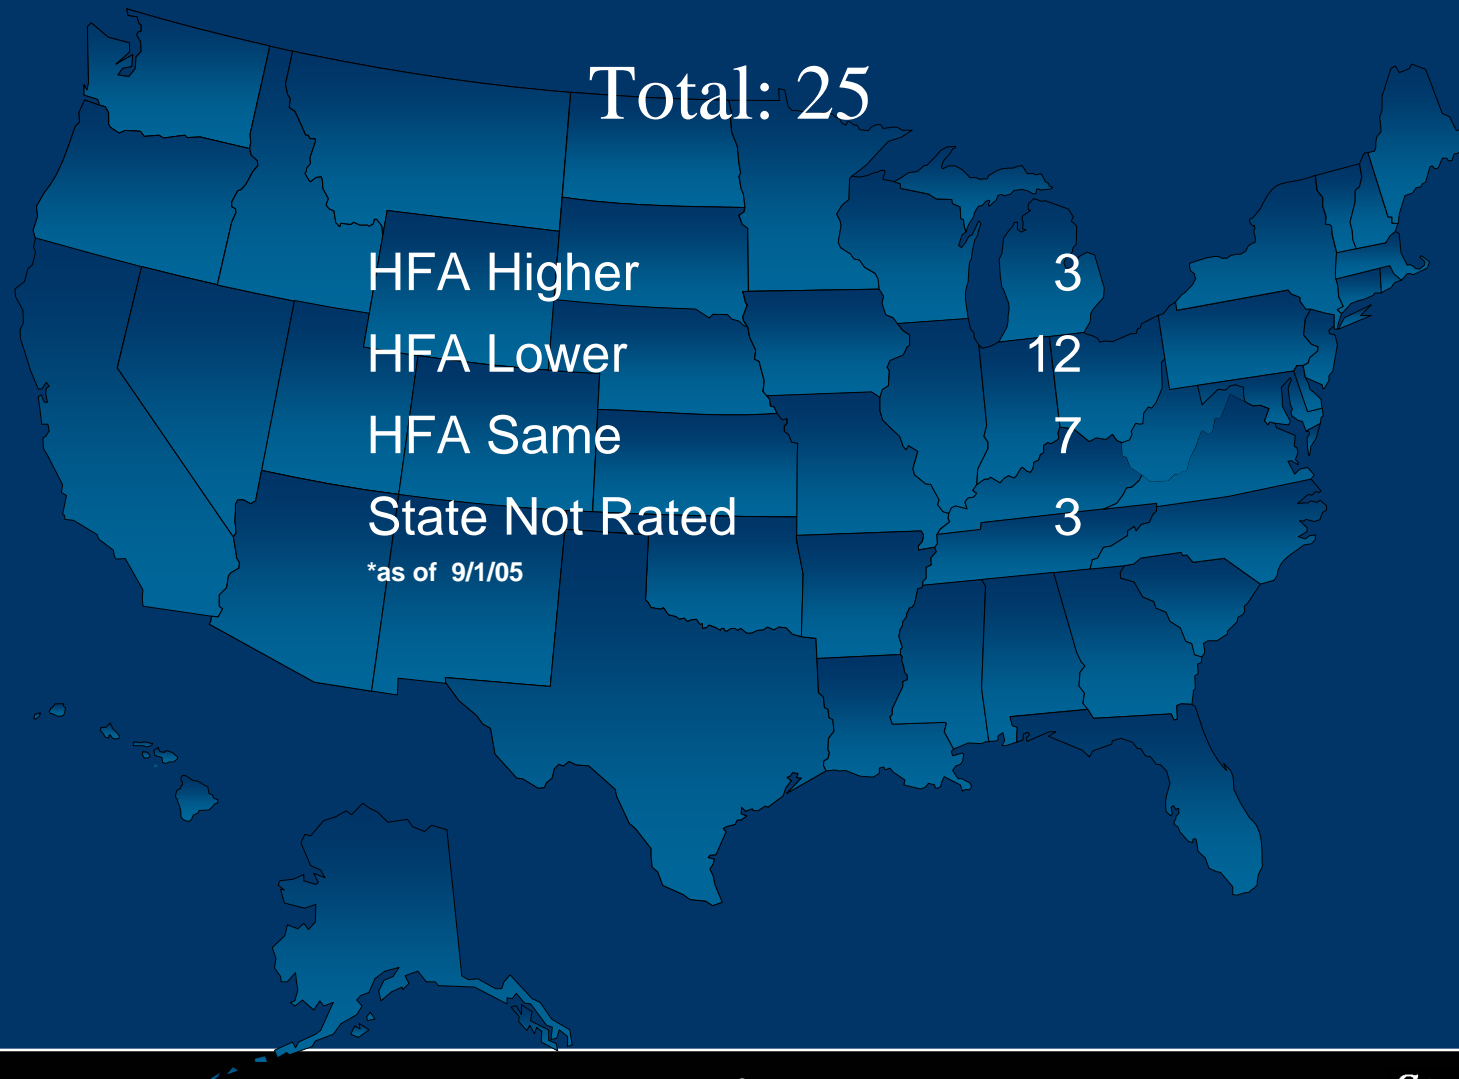 Total: 25
HFA Higher 3
HFA Lower 12
HFA Same 7
State Not Rated 3
*as of 9/1/05